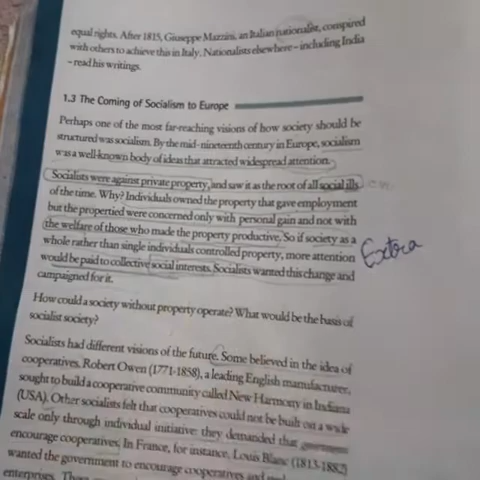 equal rights. After 1815, Giuseppe Mazzini, an Italian nationalist, conspired
with others to achieve this in Italy. Nationalists elsewhere – including India
– read his writings.
1.3 The Coming of Socialism to Europe
Perhaps one of the most far-reaching visions of how society should be
structured was socialism. By the mid - nineteenth century in Europe, socialism
was a well-known body of ideas that attracted widespread attention.
Socialists were against private property, and saw it as the root of all social ills
of the time. Why? Individuals owned the property that gave employment
but the propertied were concerned only with personal gain and not with
the welfare of those who made the property productive. So if society as a
whole rather than single individuals controlled property, more attention
would be paid to collective social interests. Socialists wanted this change and
campaigned for it.
Extra
How could a society without property operate? What would be the basis of
socialist society?
Socialists had different visions of the future. Some believed in the idea of
cooperatives. Robert Owen (1771-1858), a leading English manufacturer,
sought to build a cooperative community called New Harmony in Indiana
(USA). Other socialists felt that cooperatives could not be built on a wide
scale only through individual initiative: they demanded that governments
encourage cooperatives. In France, for instance, Louis Blanc (1813-1882)
wanted the government to encourage cooperatives and
enterprises.